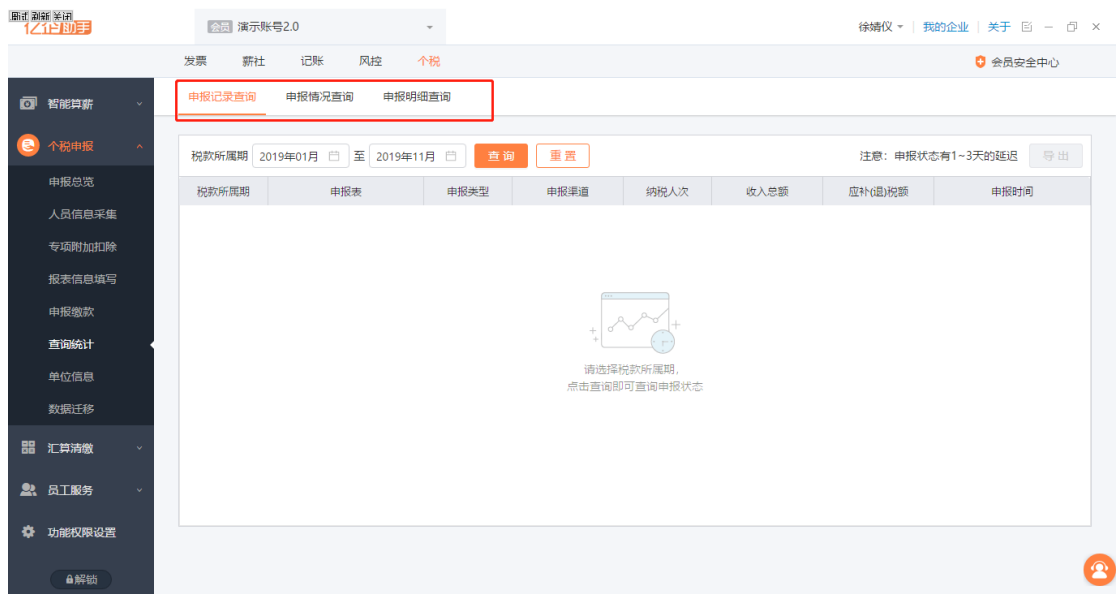 调试 刷新 关闭
亿企助手
会员 演示账号2.0
徐婧仪 我的企业 关于
发票 薪社 记账 风控 个税
会员安全中心
智能算薪
个税申报
申报总览
人员信息采集
专项附加扣除
报表信息填写
申报缴款
查询统计
单位信息
数据迁移
汇算清缴
员工服务
功能权限设置
解锁
申报记录查询 申报情况查询 申报明细查询
税款所属期 2019年01月 至 2019年11月 查询 重置 注意：申报状态有1~3天的延迟 导出
税款所属期 申报表 申报类型 申报渠道 纳税人次 收入总额 应补(退)税额 申报时间
请选择税款所属期,
点击查询即可查询申报状态